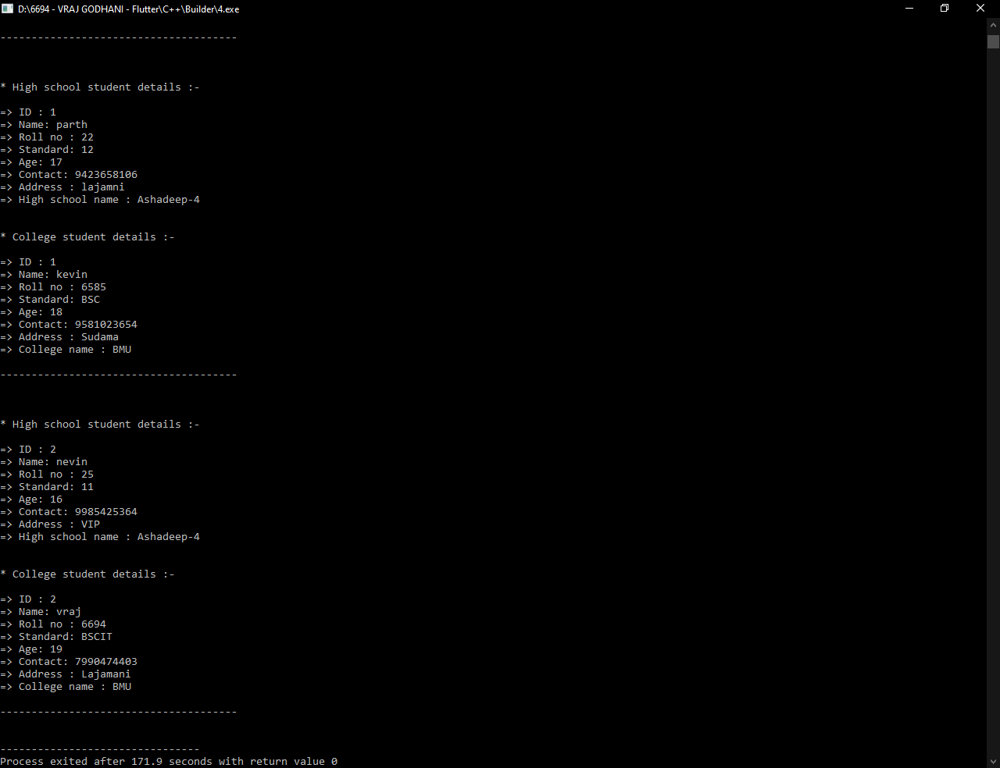 D:\6694 - VRAJ GODHANI - Flutter\C++\Builder\4.exe
--------------------------------------
* High school student details :-
=> ID : 1
=> Name: parth
=> Roll no : 22
=> Standard: 12
=> Age: 17
=> Contact: 9423658106
=> Address : lajamni
=> High school name : Ashadeep-4
* College student details :-
=> ID : 1
=> Name: kevin
=> Roll no : 6585
=> Standard: BSC
=> Age: 18
=> Contact: 9581023654
=> Address : Sudama
=> College name : BMU
--------------------------------------
* High school student details :-
=> ID : 2
=> Name: nevin
=> Roll no : 25
=> Standard: 11
=> Age: 16
=> Contact: 9985425364
=> Address : VIP
=> High school name : Ashadeep-4
* College student details :-
=> ID : 2
=> Name: vraj
=> Roll no : 6694
=> Standard: BSCIT
=> Age: 19
=> Contact: 7990474403
=> Address : Lajamani
=> College name : BMU
--------------------------------------
--------------------------------
Process exited after 171.9 seconds with return value 0